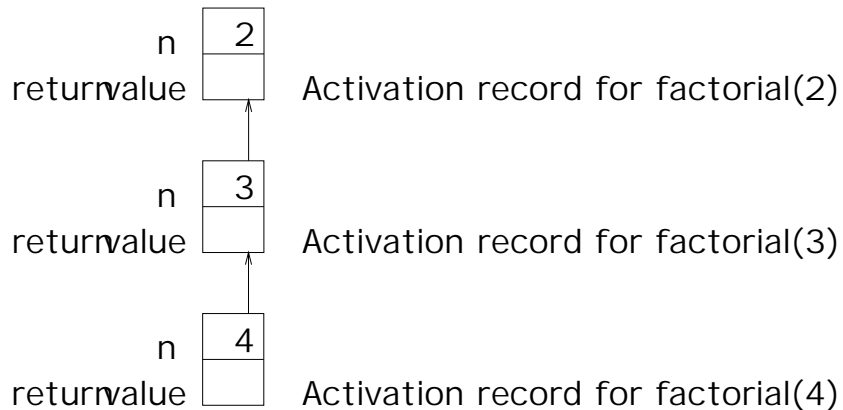 n 2
returnvalue Activation record for factorial(2)
n 3
returnvalue Activation record for factorial(3)
n 4
returnvalue Activation record for factorial(4)